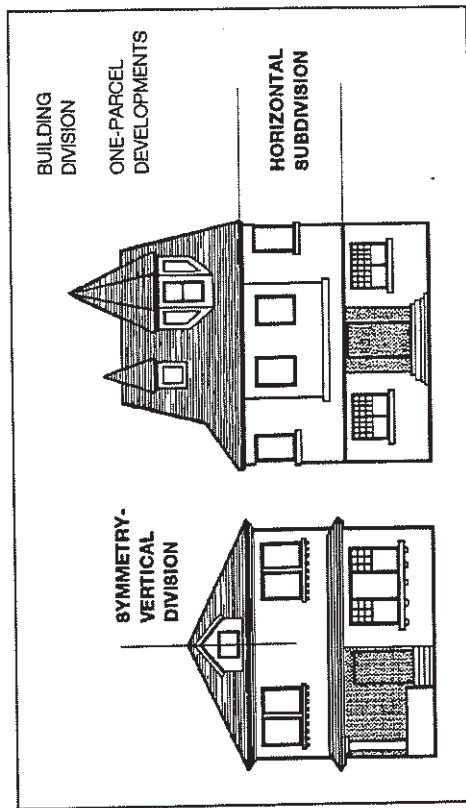 BUILDING
DIVISION
ONE-PARCEL
DEVELOPMENTS
SYMMETRY-
VERTICAL
DIVISION
HORIZONTAL
SUBDIVISION